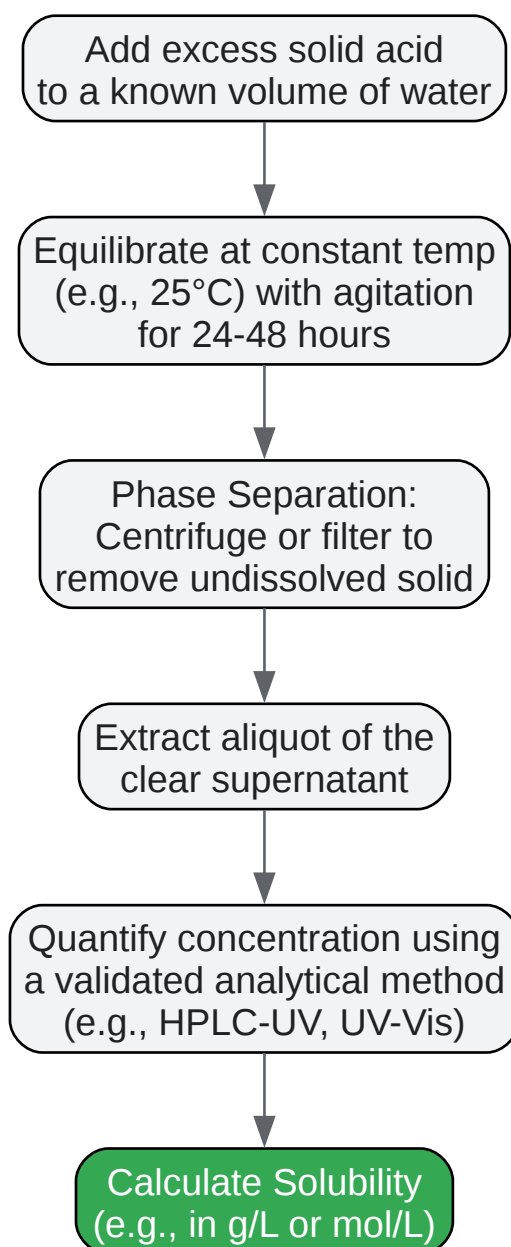 Add excess solid acid
to a known volume of water
Equilibrate at constant temp
(e.g., 25°C) with agitation
for 24-48 hours
Phase Separation:
Centrifuge or filter to
remove undissolved solid
Extract aliquot of the
clear supernatant
Quantify concentration using
a validated analytical method
(e.g., HPLC-UV, UV-Vis)
Calculate Solubility
(e.g., in g/L or mol/L)